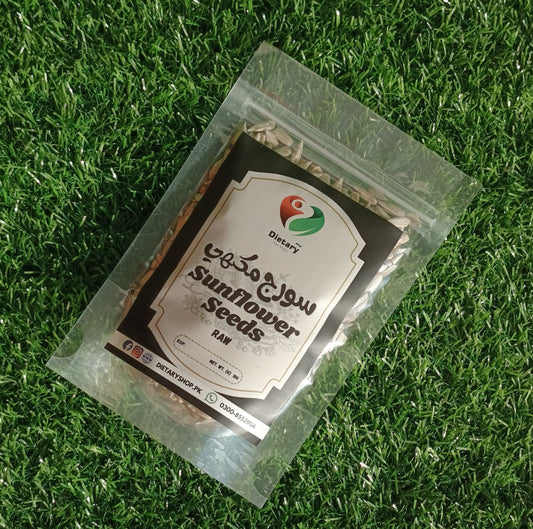 Dietary
سورج مکھی
Sunflower
Seeds
RAW
EXP:
NET WT (G)
DIETARYSHOP.PK
0300-8552904